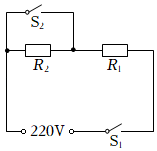 S₂
R₂ R₁
220V S₁